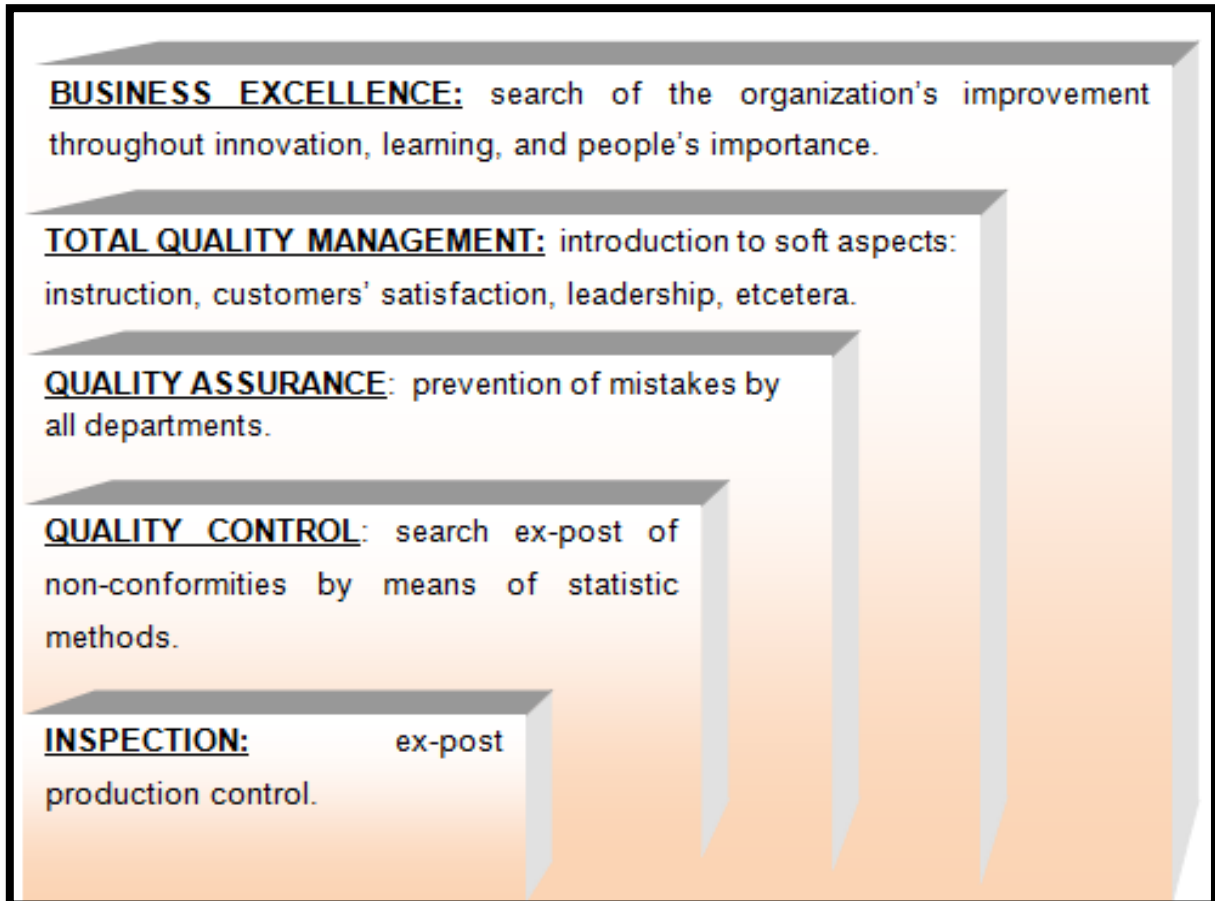 BUSINESS EXCELLENCE: search of the organization's improvement
throughout innovation, learning, and people's importance.
TOTAL QUALITY MANAGEMENT: introduction to soft aspects:
instruction, customers' satisfaction, leadership, etcetera.
QUALITY ASSURANCE: prevention of mistakes by
all departments.
QUALITY CONTROL: search ex-post of
non-conformities by means of statistic
methods.
INSPECTION: ex-post
production control.